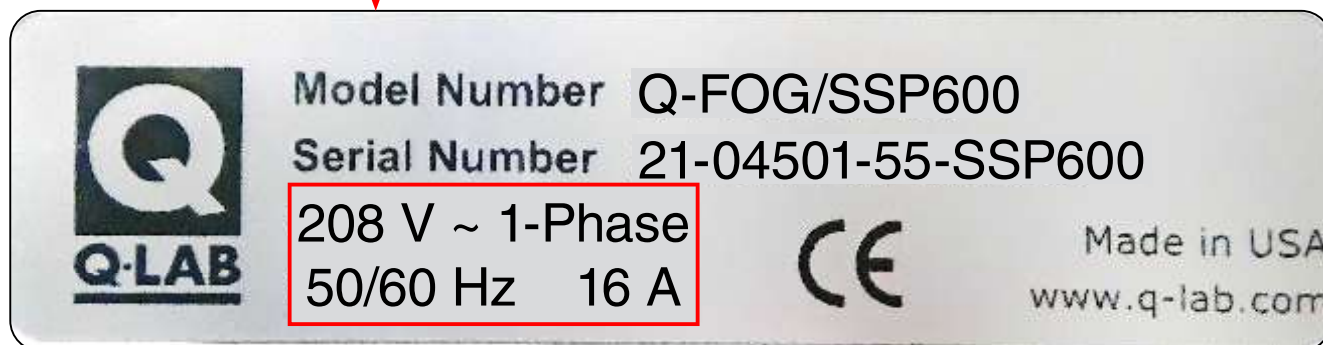 Model Number Q-FOG/SSP600
Serial Number 21-04501-55-SSP600
208 V ~ 1-Phase
50/60 Hz 16 A
Q
Q-LAB
CE
Made in USA
www.q-lab.com